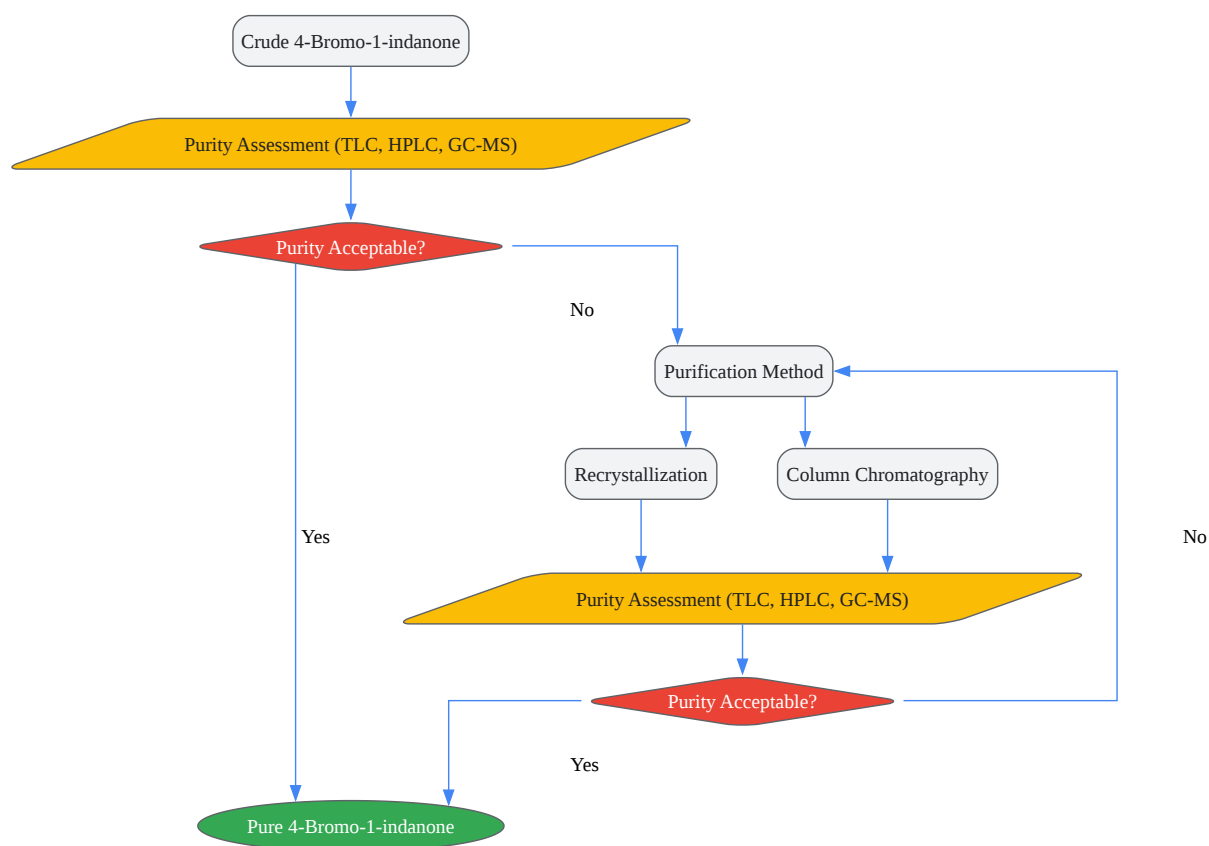 Crude 4-Bromo-1-indanone
Purity Assessment (TLC, HPLC, GC-MS)
Purity Acceptable?
No
Purification Method
Recrystallization
Column Chromatography
Yes
No
Purity Assessment (TLC, HPLC, GC-MS)
Purity Acceptable?
Yes
Pure 4-Bromo-1-indanone